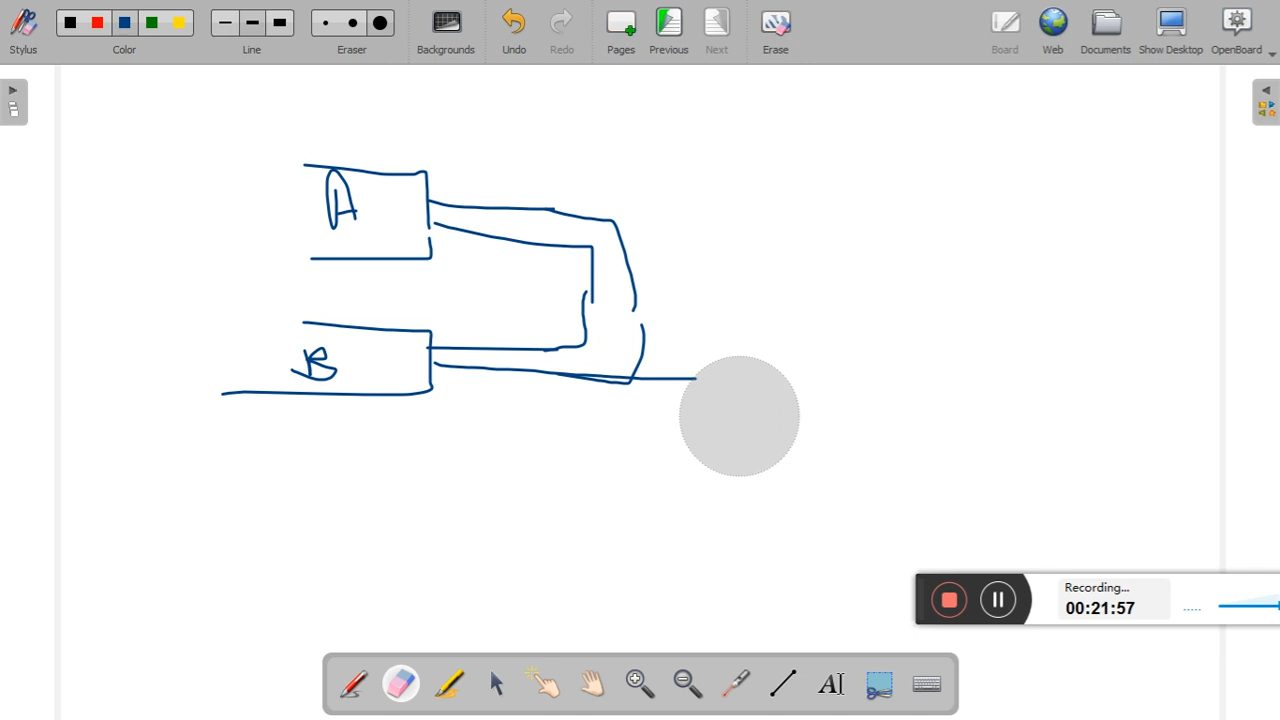 Stylus Color Line Eraser Backgrounds Undo Redo Pages Previous Next Erase Board Web Documents Show Desktop OpenBoard
A
B
Recording...
00:21:57
AI